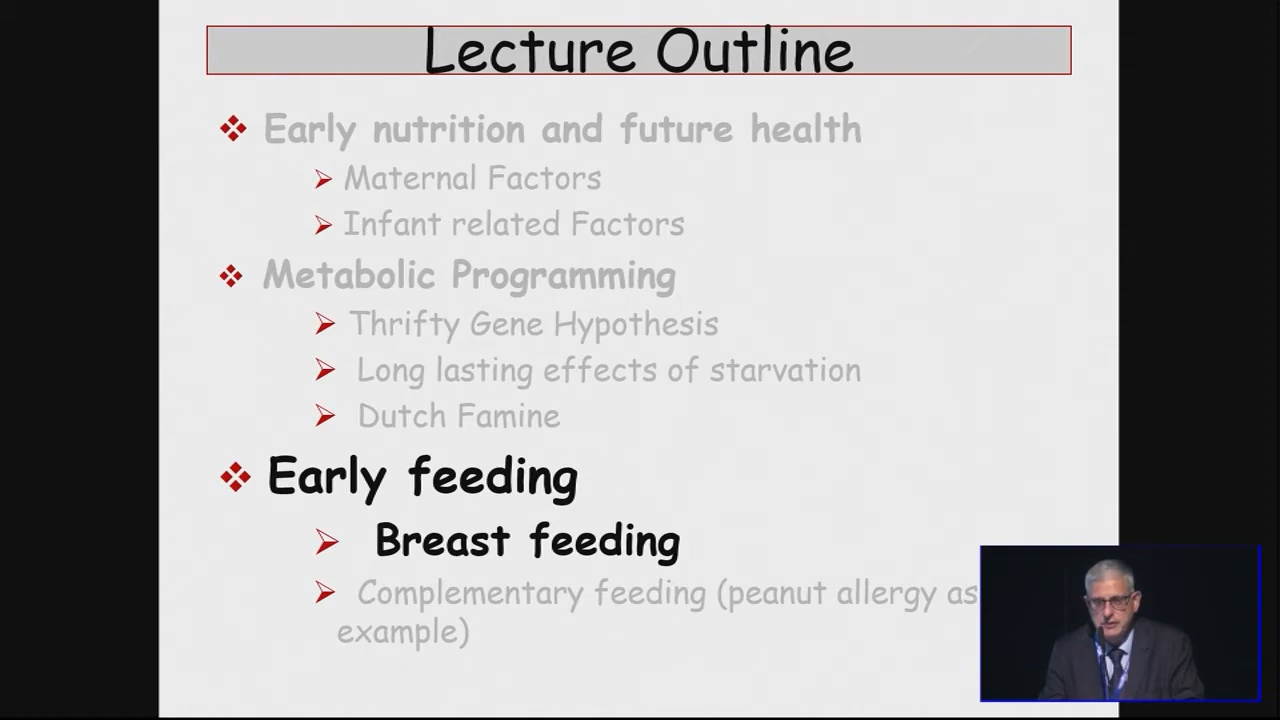 Lecture Outline
Early nutrition and future health
Maternal Factors
Infant related Factors
Metabolic Programming
Thrifty Gene Hypothesis
Long lasting effects of starvation
Dutch Famine
Early feeding
Breast feeding
Complementary feeding (peanut allergy as
example)